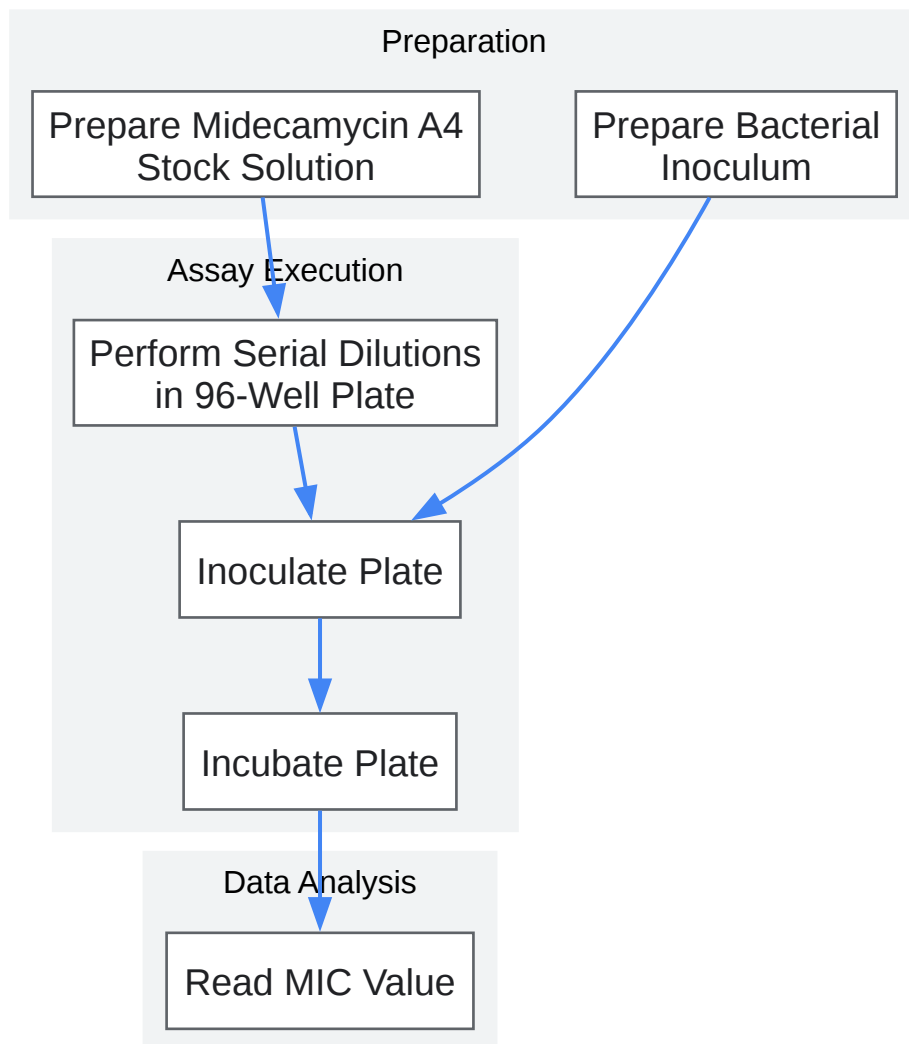 Preparation
Prepare Midecamycin A4
Stock Solution
Prepare Bacterial
Inoculum
Assay Execution
Perform Serial Dilutions
in 96-Well Plate
Inoculate Plate
Incubate Plate
Data Analysis
Read MIC Value